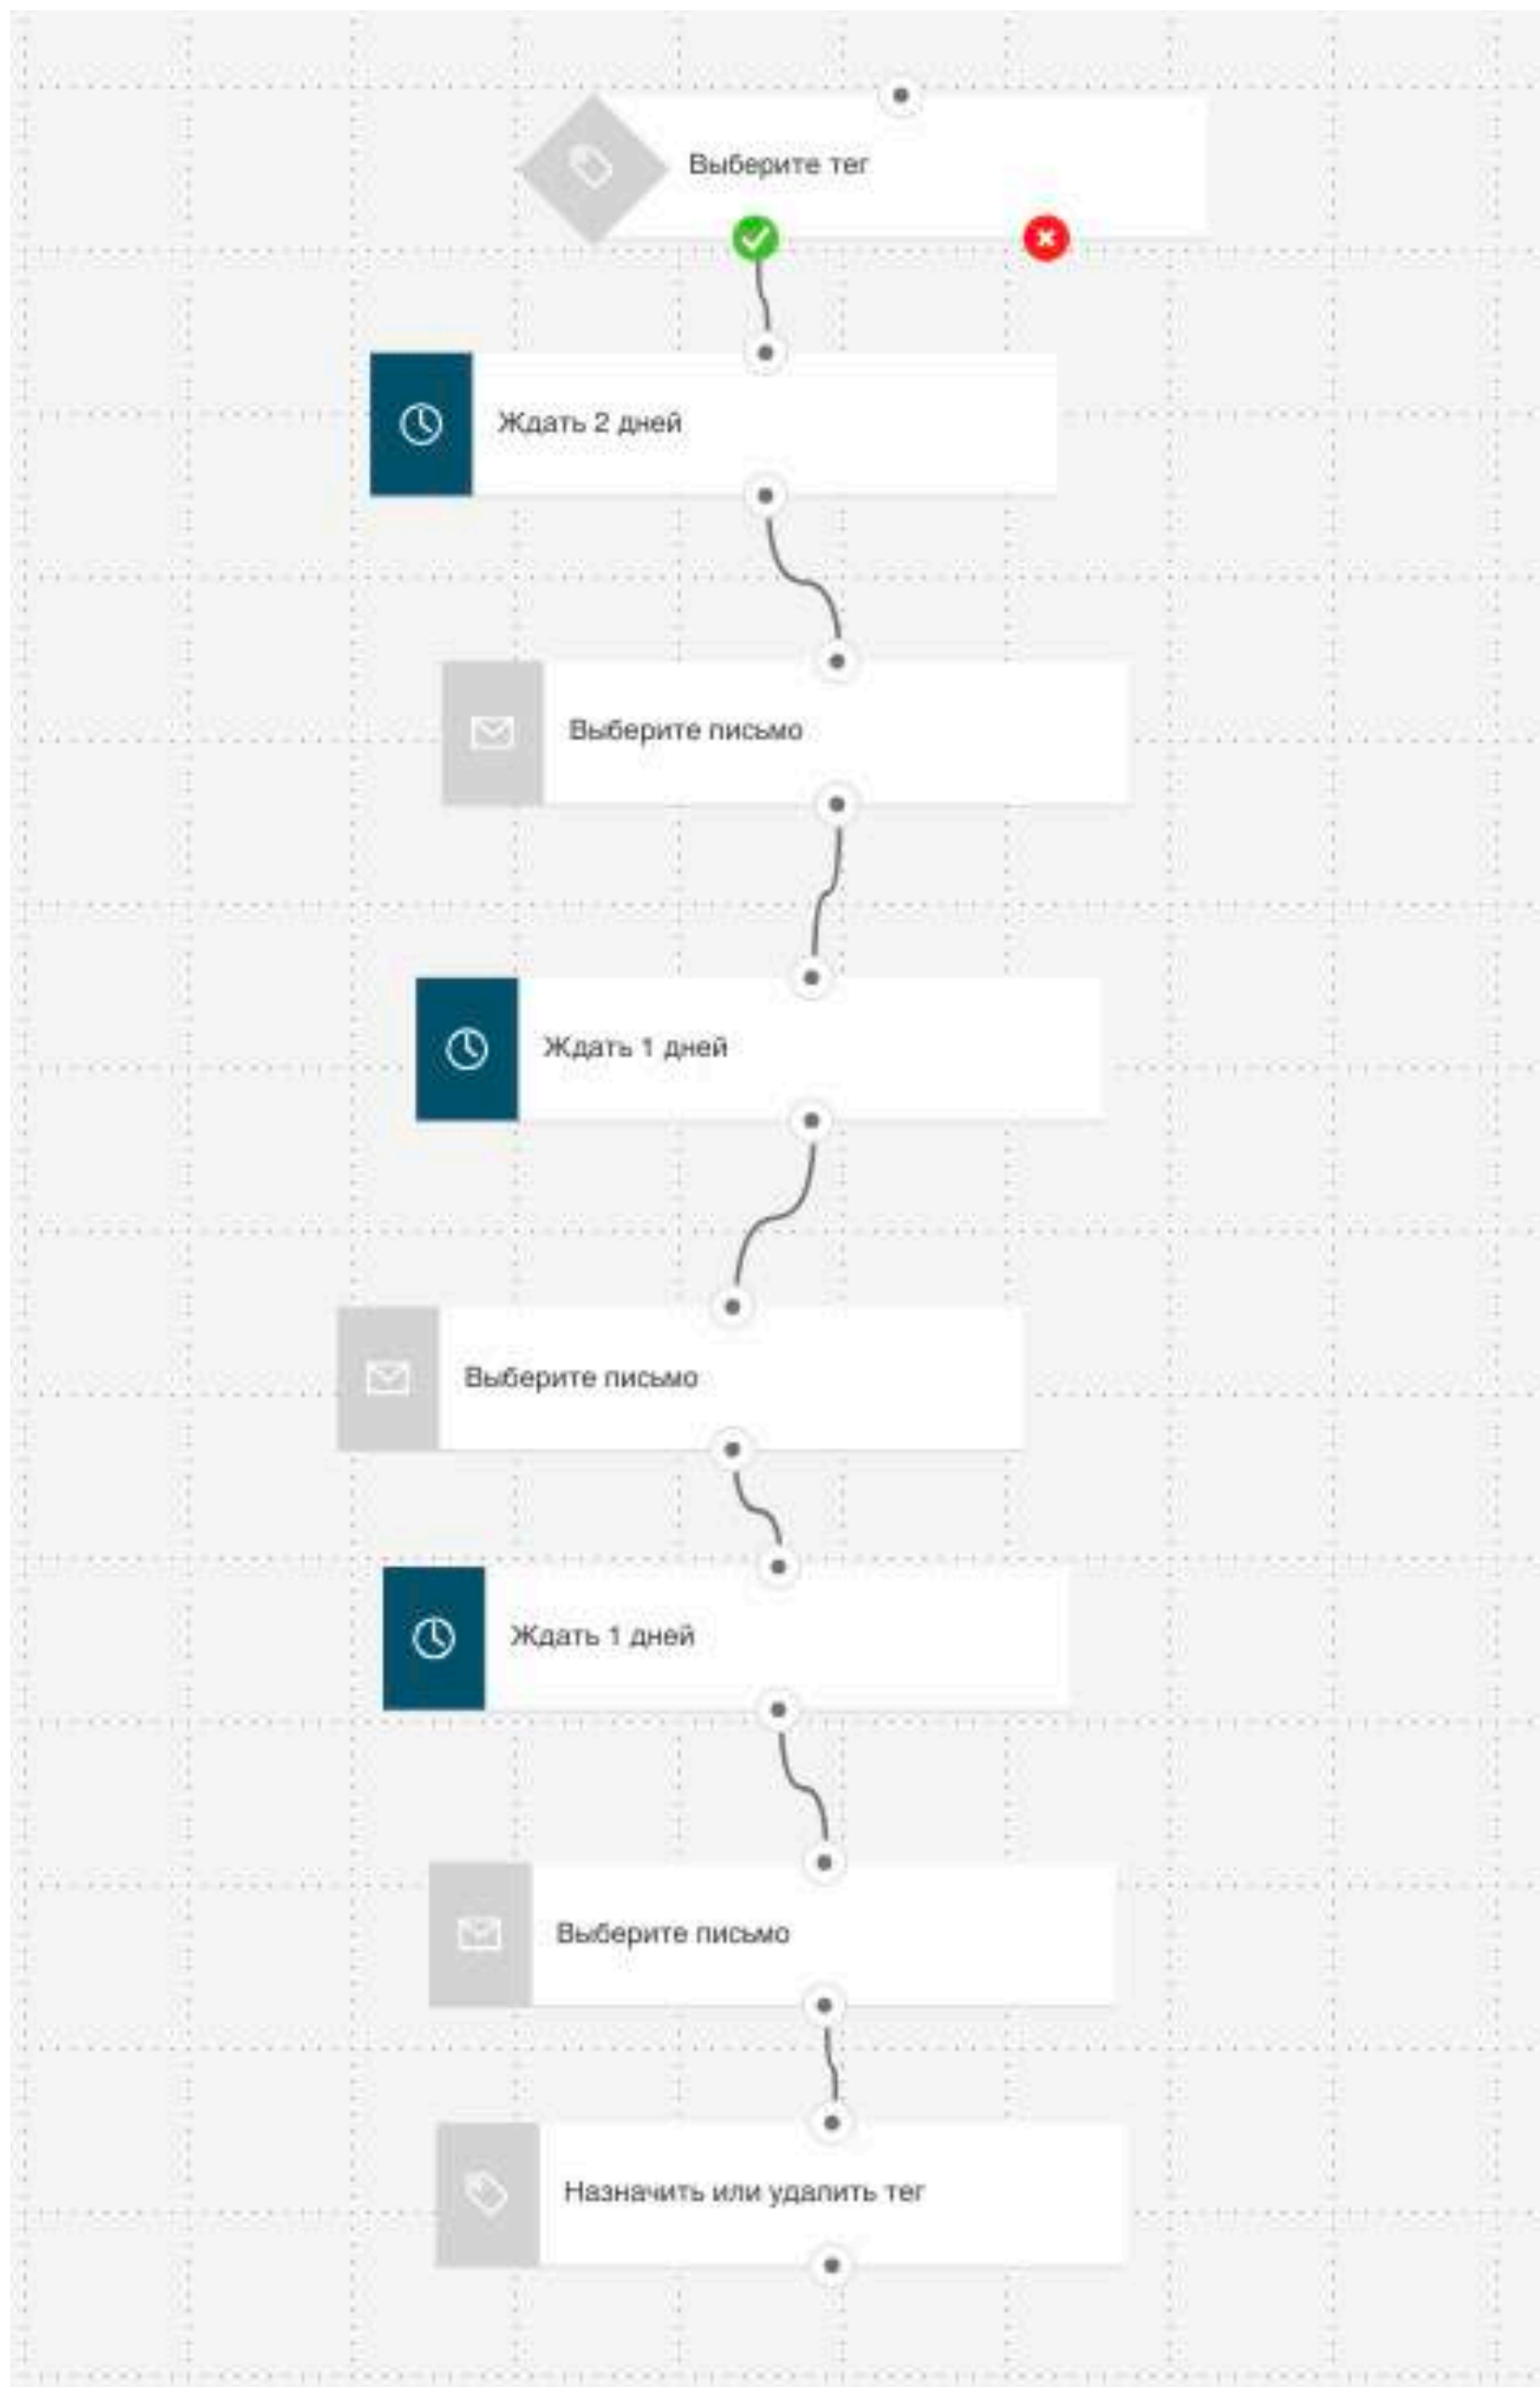 Выберите тег
Ждать 2 дней
Выберите письмо
Ждать 1 дней
Выберите письмо
Ждать 1 дней
Выберите письмо
Назначить или удалить тег